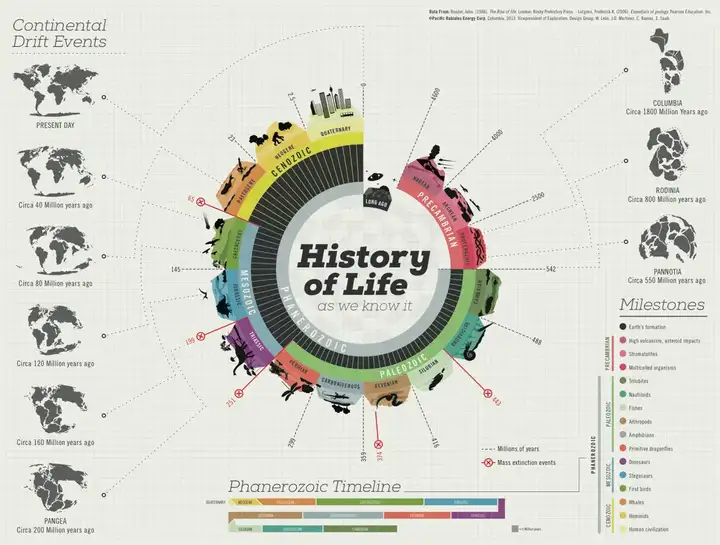 Continental
Drift Events
PRESENT DAY
Circa 40 Million years ago
Circa 80 Million years ago
Circa 120 Million years ago
Circa 160 Million years ago
PANGEA
Circa 200 Million years ago
COLUMBIA
Circa 1800 Million Years ago
RODINIA
Circa 800 Million years ago
PANNOTIA
Circa 550 Million years ago
History
of Life
as we know it
LONG AGO
PRECAMBRIAN
HADEAN
PHANEROZOIC
CENOZOIC
MESOZOIC
PALEOZOIC
QUATERNARY
NEOGENE
JURASSIC
TRIASSIC
PERMIAN
CARBONIFEROUS
DEVONIAN
SILURIAN
0
2.5
23
65
145
199
251
299
359
374
416
443
488
542
2500
4000
4600
Millions of years
Mass extinction events
Milestones
Earth's formation
High volcanism, asteroid impacts
Stromatolites
Multicelled organisms
Trilobites
Nautiloids
Fishes
Arthropods
Amphibians
Primitive dragonflies
Dinosaurs
Stegosaurs
First birds
Whales
Hominids
Human civilization
PRECAMBRIAN
PHANEROZOIC
PALEOZOIC
MESOZOIC
CENOZOIC
Phanerozoic Timeline
QUATERNARY